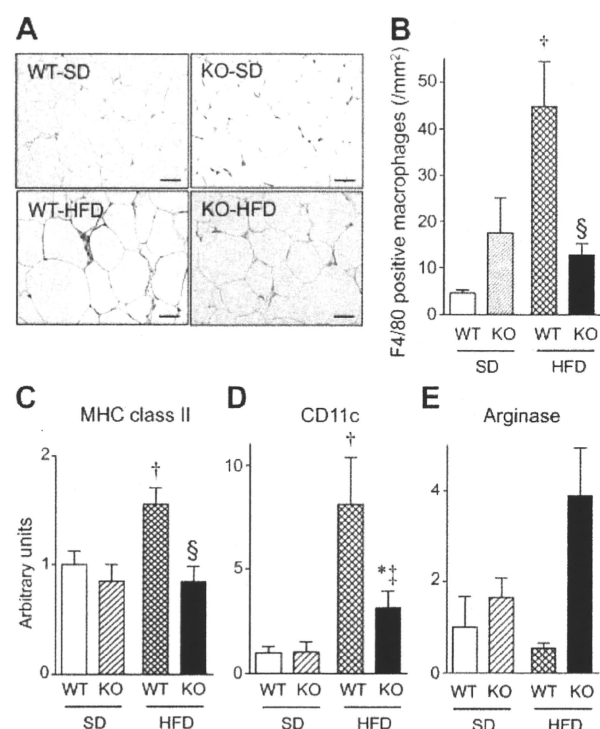 A
WT-SD
KO-SD
WT-HFD
KO-HFD
B
F4/80 positive macrophages (/mm²)
50
40
30
20
10
0
†
§
WT KO WT KO
SD HFD
C MHC class II
Arbitrary units
2
1
0
†
§
WT KO WT KO
SD HFD
D CD11c
10
5
0
†
*‡
WT KO WT KO
SD HFD
E Arginase
4
2
0
WT KO WT KO
SD HFD